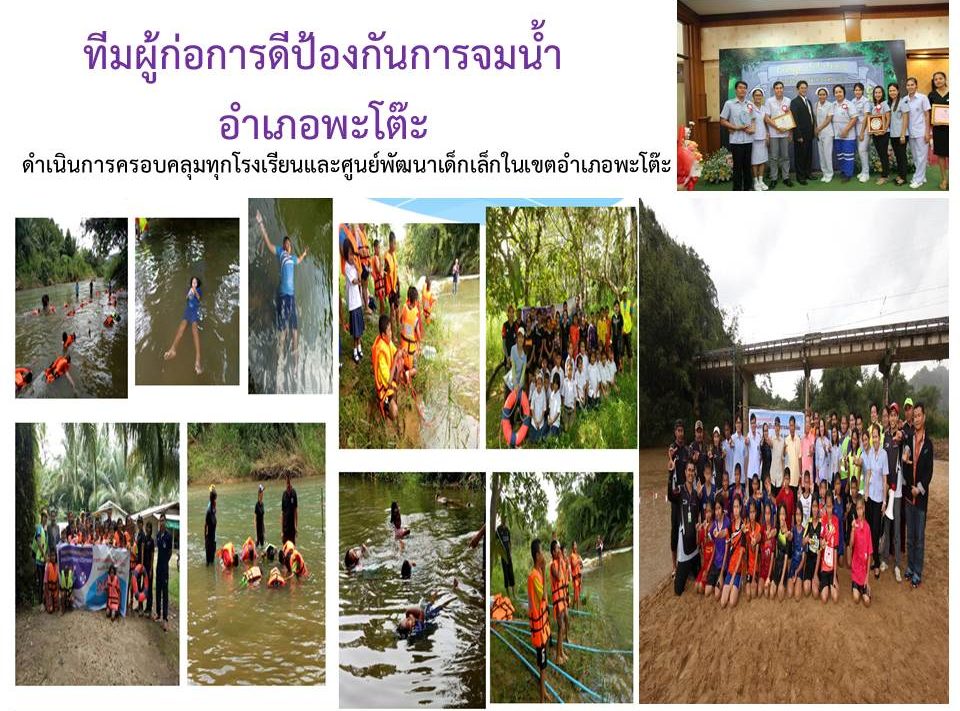 ทีมผู้ก่อการดีป้องกันการจมน้ำ
อำเภอพะโต๊ะ
ดำเนินการครอบคลุมทุกโรงเรียนและศูนย์พัฒนาเด็กเล็กในเขตอำเภอพะโต๊ะ